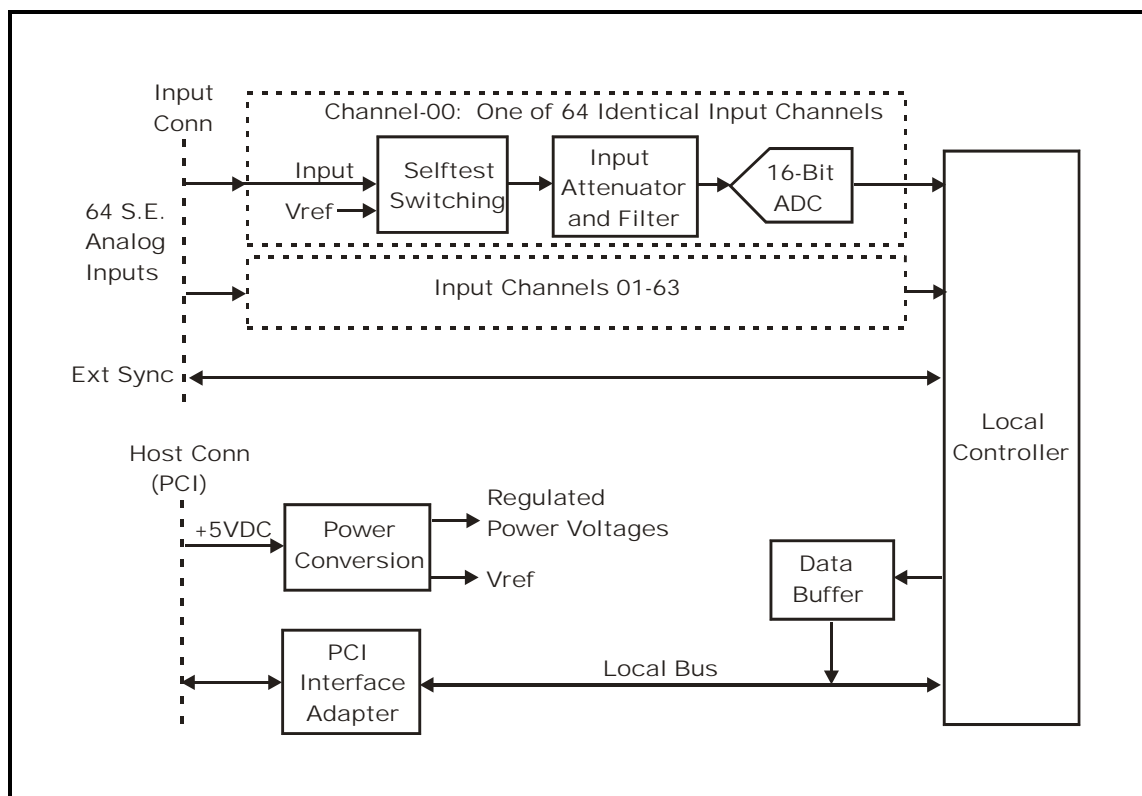 Input
Conn
Channel-00: One of 64 Identical Input Channels
Input
Vref
Selftest
Switching
Input
Attenuator
and Filter
16-Bit
ADC
64 S.E.
Analog
Inputs
Input Channels 01-63
Ext Sync
Local
Controller
Host Conn
(PCI)
+5VDC
Power
Conversion
Regulated
Power Voltages
Vref
Data
Buffer
PCI
Interface
Adapter
Local Bus